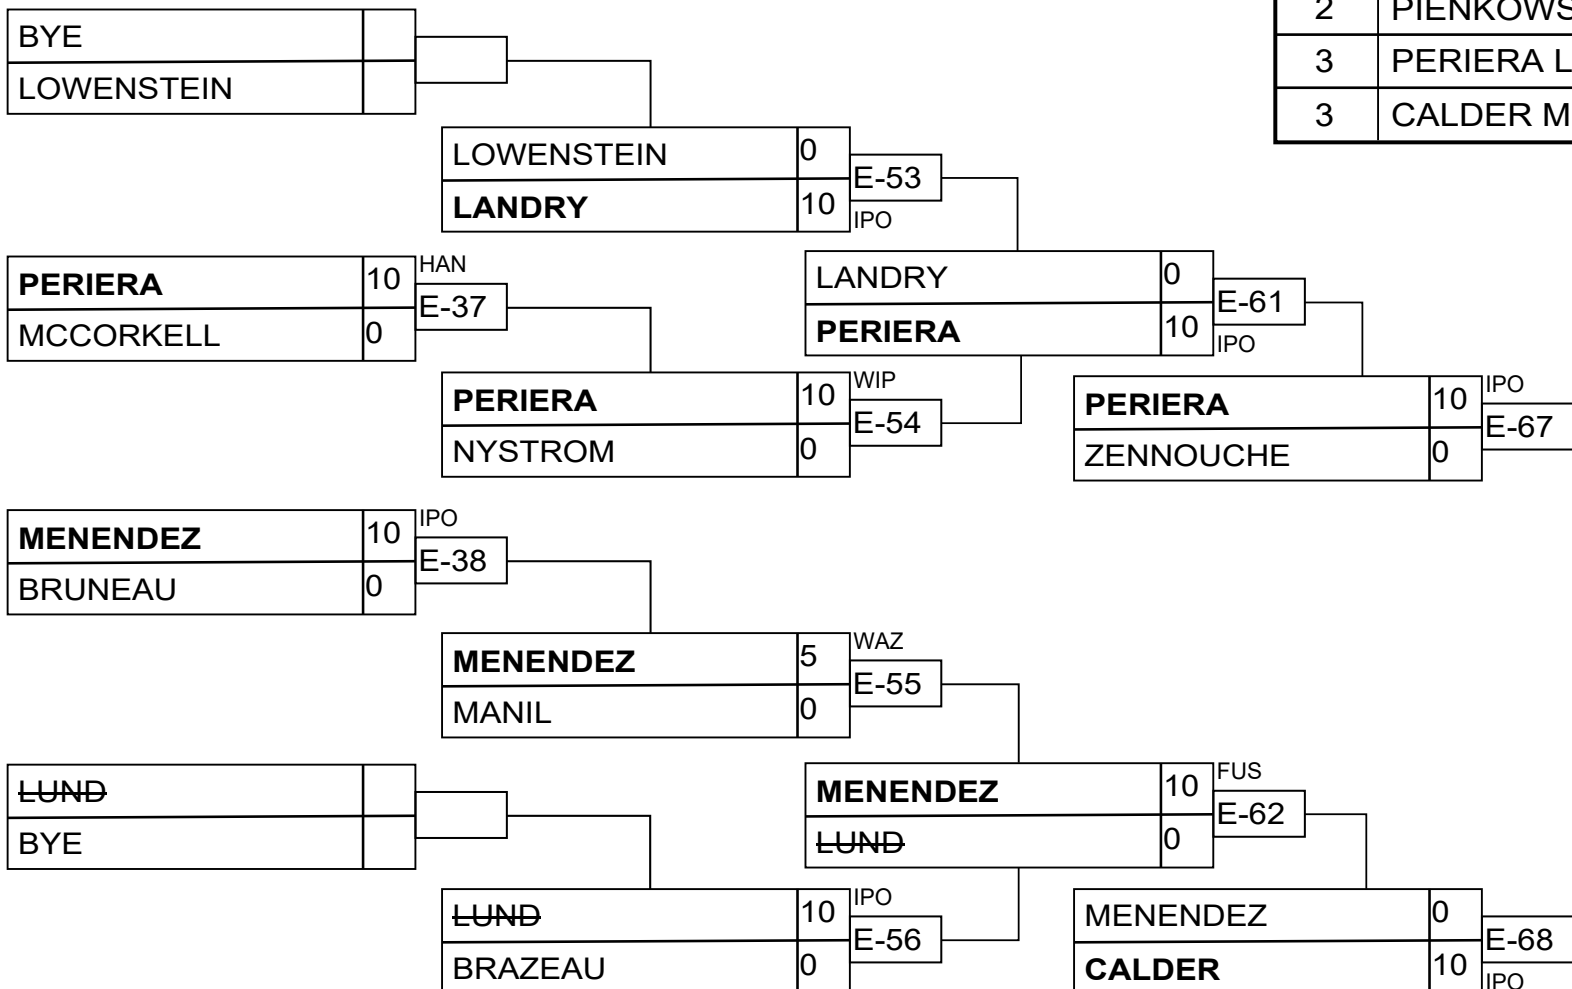 2 PIENKOWS
3 PERIERA L
3 CALDER M
BYE
LOWENSTEIN
LOWENSTEIN 0
E-53
LANDRY 10
IPO
PERIERA 10 HAN
E-37
MCCORKELL 0
LANDRY 0
E-61
PERIERA 10
IPO
PERIERA 10 WIP
E-54
NYSTROM 0
PERIERA 10 IPO
E-67
ZENNOUCHE 0
MENENDEZ 10 IPO
E-38
BRUNEAU 0
MENENDEZ 5 WAZ
E-55
MANIL 0
LUND
BYE
MENENDEZ 10 FUS
E-62
LUND 0
LUND 10 IPO
E-56
BRAZEAU 0
MENENDEZ 0
E-68
CALDER 10
IPO